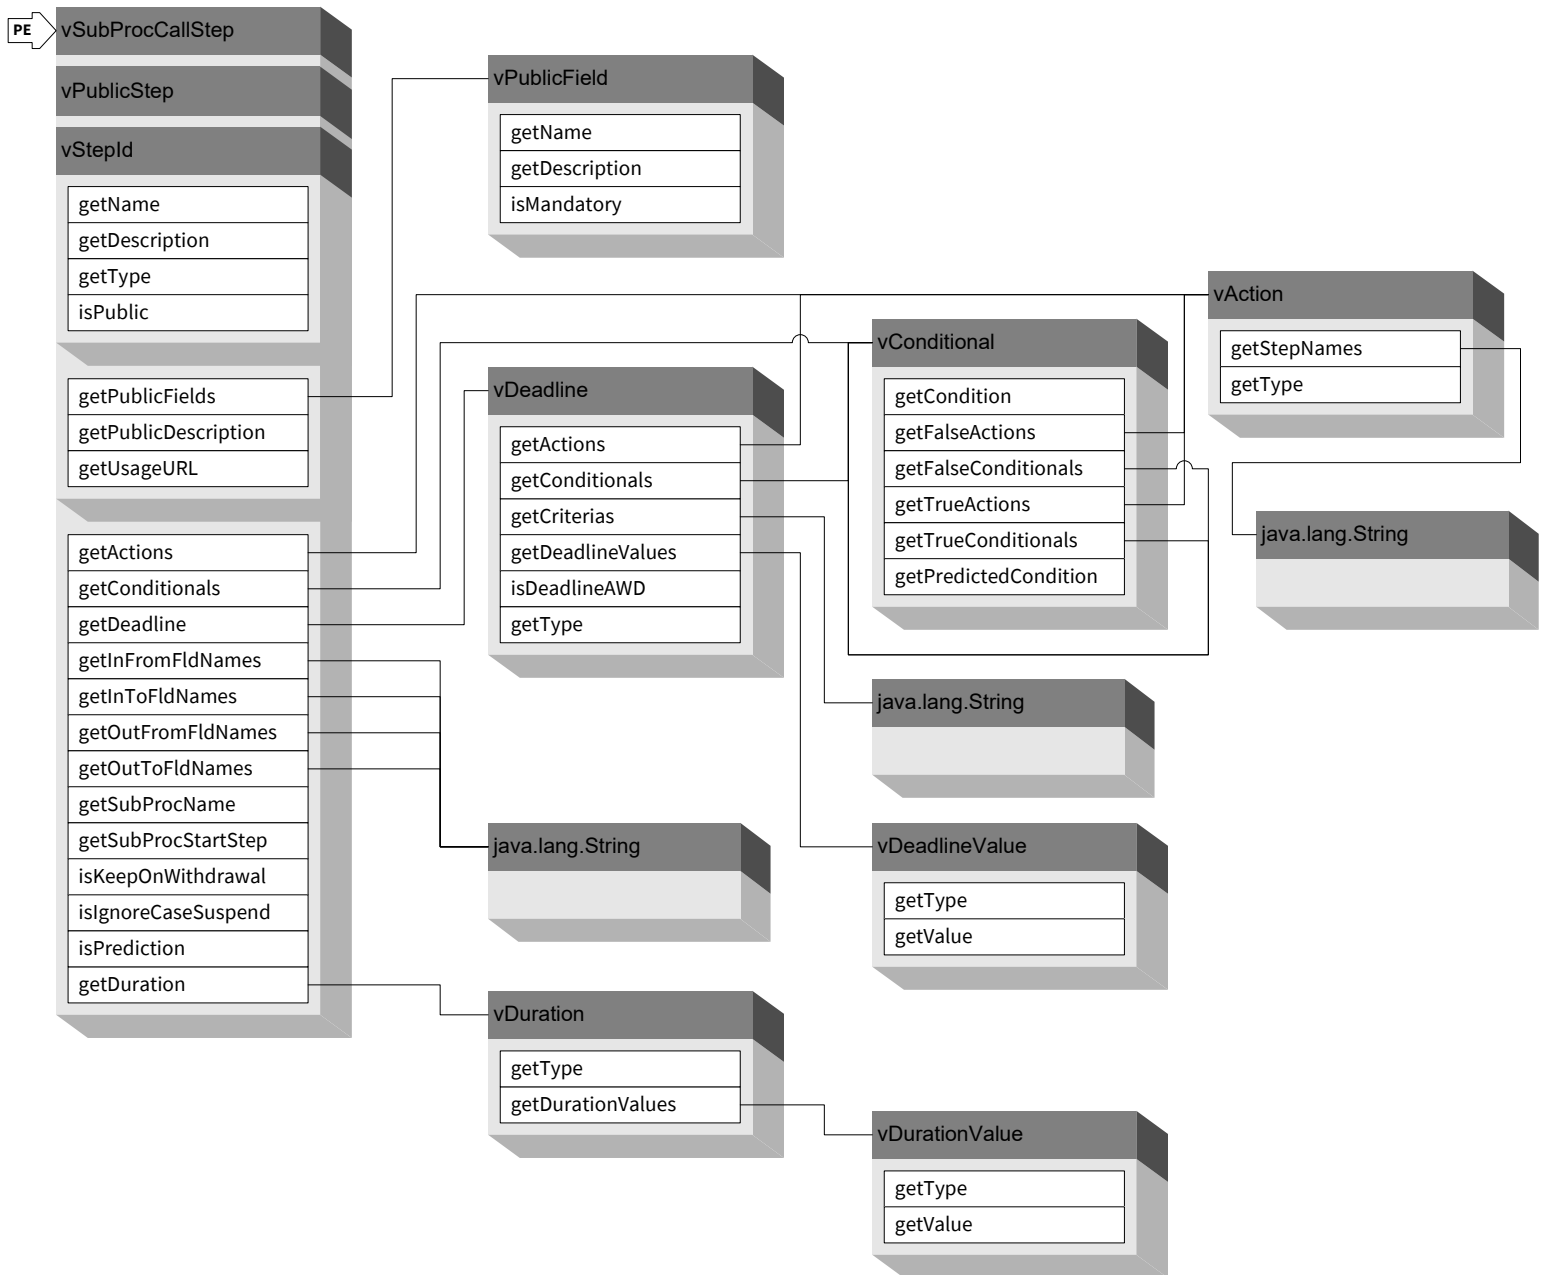 PE
vSubProcCallStep
vPublicStep
vStepId
getName
getDescription
getType
isPublic
getPublicFields
getPublicDescription
getUsageURL
getActions
getConditionals
getDeadline
getInFromFldNames
getInToFldNames
getOutFromFldNames
getOutToFldNames
getSubProcName
getSubProcStartStep
isKeepOnWithdrawal
isIgnoreCaseSuspend
isPrediction
getDuration
vPublicField
getName
getDescription
isMandatory
vDeadline
getActions
getConditionals
getCriterias
getDeadlineValues
isDeadlineAWD
getType
java.lang.String
vDuration
getType
getDurationValues
vConditional
getCondition
getFalseActions
getFalseConditionals
getTrueActions
getTrueConditionals
getPredictedCondition
java.lang.String
vDeadlineValue
getType
getValue
vDurationValue
getType
getValue
vAction
getStepNames
getType
java.lang.String